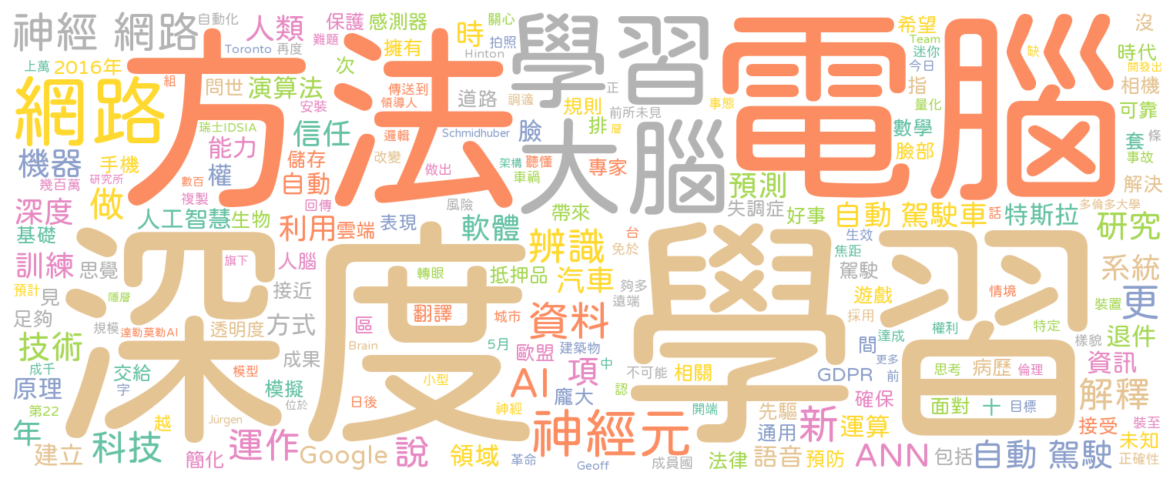 神經 網路
自動化
人類
保護
感測器
時
關心
拍照
學習
電腦
希望
Team
迷你
今日
沒
時代
缺
開發出
Toronto
再度
難題
擁有
Hinton
正
上萬
2016年
組
方法
次
問世
演算法
安裝
傳送到
領導人
道路
調適
規則
前所未見
事態
指
量化
相機
可靠
網路
瑞士IDSIA
信任
邏輯
Schmidhuber
臉
排
層
大腦
數學
套
條
臉部
事故
機器
手機
能力
權
儲存
改變
做出
架構
聽懂
車禍
專家
預測
解決
幾百萬
研究所
數百
複製
自動
回傳
風險
失調症
多倫多大學
深度
做
人工智慧
生物
利用
雲端
表現
軟體
帶來
好事
自動 駕駛車
話
特斯拉
研究
基礎
深度
學習
辨識
台
免於
生效
焦距
訓練
思覺
旗下
人腦
轉眼
抵押品
汽車
夠多
遠端
駕駛
系統
預計
見
隱層
接近
遊戲
情境
更
裝置
足夠
規模
達勒莫勒AI
透明度
方式
翻譯
區
城市
資料
採用
達成
權利
特定
樣貌
技術
成果
Brain
5月
歐盟
建築物
中
間
更多
退件
成千
原理
交給
模型
模擬
小型
AI
項
不可能
相關
GDPR
前
思考
倫理
病歷
資訊
字
第22
位於
日後
神經
龐大
認
確保
面對
十
目標
解釋
年
越
Jürgen
神經元
開端
先驅
通用
新
運算
接受
裝至
未知
建立
科技
簡化
運作
Google
說
領域
革命
Geoff
成員國
法律
語音
預防
ANN
包括
自動 駕駛
正確性